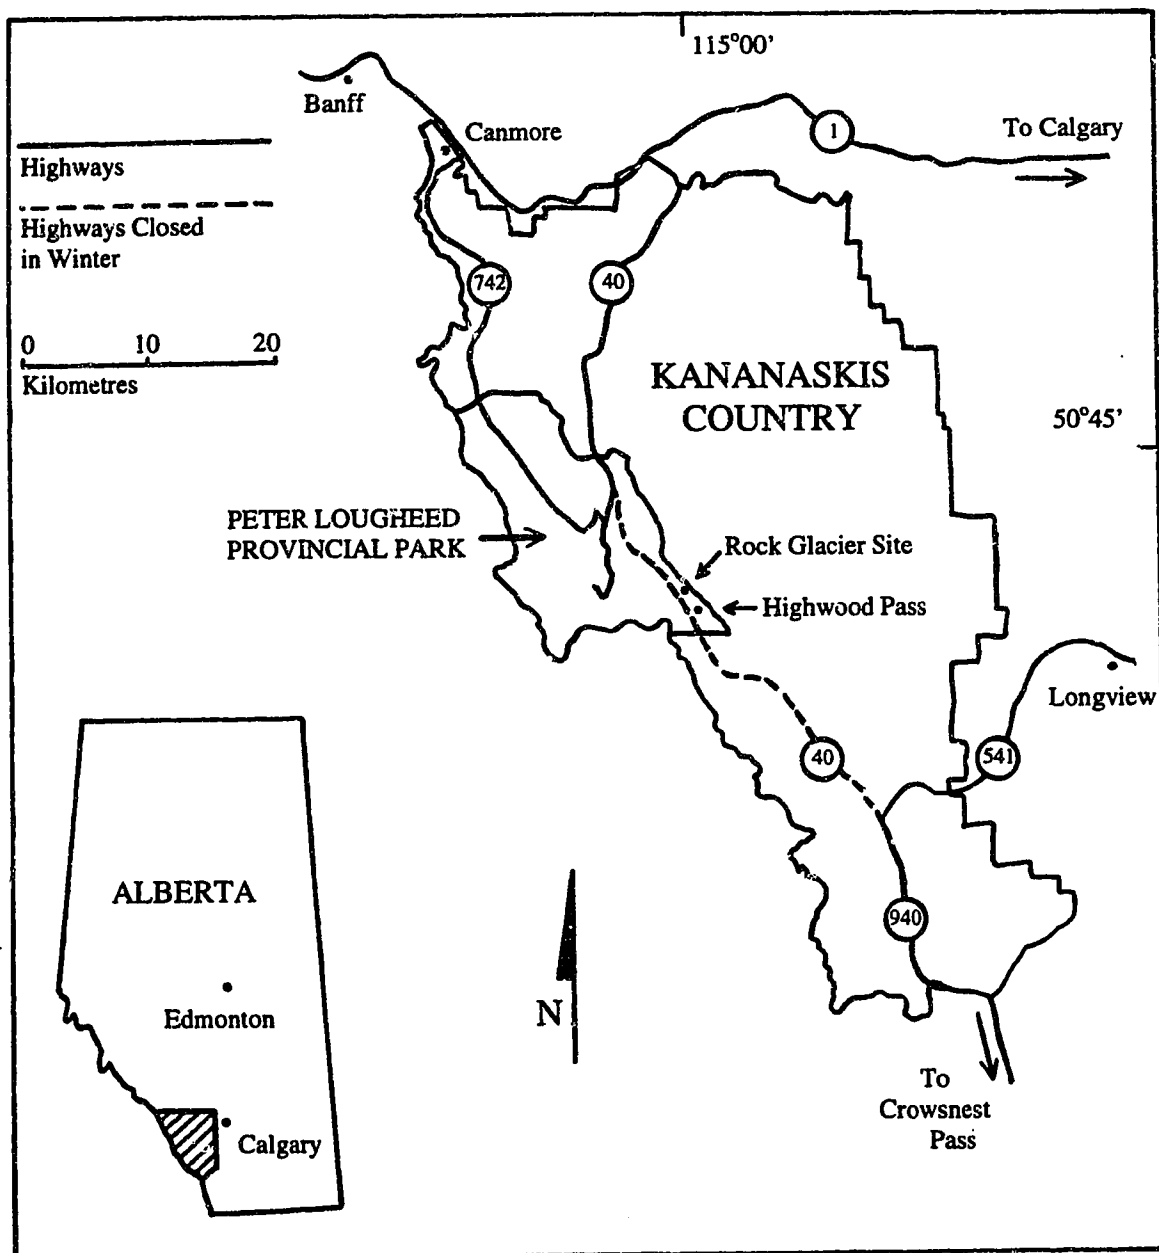 115°00'
Banff
Canmore
1
To Calgary
Highways
Highways Closed
in Winter
742
40
0 10 20
Kilometres
KANANASKIS
COUNTRY
50°45'
PETER LOUGHEED
PROVINCIAL PARK
Rock Glacier Site
Highwood Pass
Longview
40
541
ALBERTA
940
Edmonton
N
To
Crowsnest
Pass
Calgary